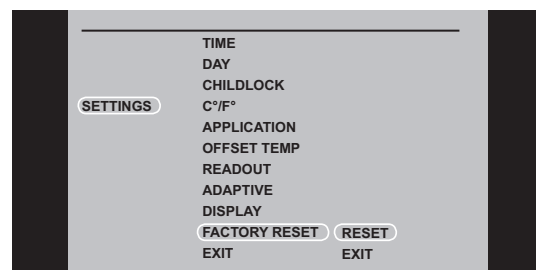 TIME
DAY
CHILDLOCK
SETTINGS C°/F°
APPLICATION
OFFSET TEMP
READOUT
ADAPTIVE
DISPLAY
FACTORY RESET RESET
EXIT EXIT